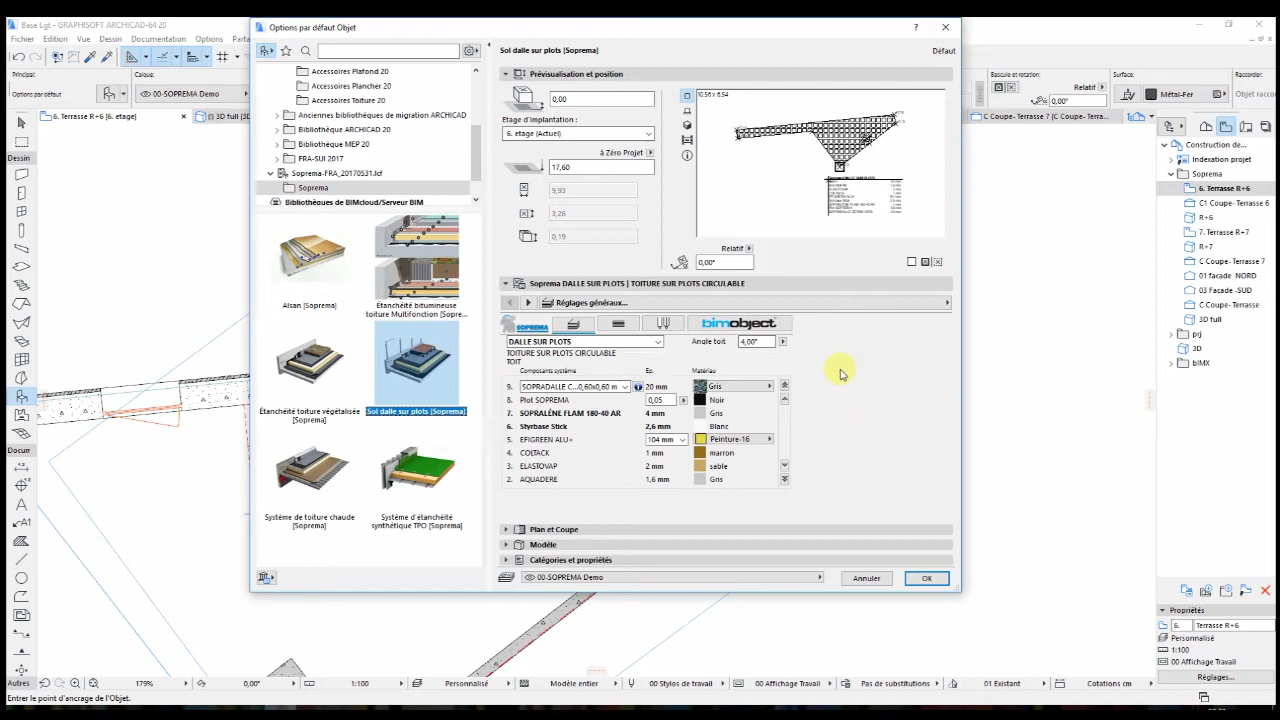 Base Lgt - GRAPHISOFT ARCHICAD-64 20
Fichier Edition Vue Dessin Documentation Options
Principal:
Options par défaut
Calque:
00-SOPREMA Demo
6. Terrasse R+6 [6. etage]
Options par défaut Objet
Accessoires Plafond 20
Accessoires Plancher 20
Accessoires Toiture 20
Anciennes bibliothèques de migration ARCHICAD
Bibliothèque ARCHICAD 20
Bibliothèque MEP 20
FRA-SUI 2017
Soprema-FRA_20170531.lcf
Soprema
Bibliothèques de BIMcloud/Serveur BIM
Alsan [Soprema]
Étanchéité bitumineuse toiture Multifonction [Sopre...
Étanchéité toiture végétalisée [Soprema]
Sol dalle sur plots [Soprema]
Système de toiture chaude [Soprema]
Système d'étanchéité synthétique TPO [Soprema]
Sol dalle sur plots [Soprema]
Défaut
Prévisualisation et position
0,00
Etage d'implantation:
6. etage (Actuel)
à Zéro Projet
17,60
9,93
3,26
0,19
10.56 x 6.54
Relatif
0,00°
Soprema DALLE SUR PLOTS | TOITURE SUR PLOTS CIRCULABLE
Réglages généraux...
SOPREMA
bimobject
DALLE SUR PLOTS
Angle toit
4,00°
TOITURE SUR PLOTS CIRCULABLE
TOIT
Composants système Ep. Matériau
9. SOPRADALLE C...0,60x0,60 m 20 mm Gris
8. Plot SOPREMA 0,05 Noir
7. SOPRALÉNE FLAM 180-40 AR 4 mm Gris
6. Styrbase Stick 2,6 mm Blanc
5. EFIGREEN ALU+ 104 mm Peinture-16
4. COLTACK 1 mm marron
3. ELASTOVAP 2 mm sable
2. AQUADERE 1,6 mm Gris
Plan et Coupe
Modèle
Catégories et propriétés
00-SOPREMA Demo
Annuler
OK
Bascule et rotation:
Relatif
0,00°
Surface:
Métal-Fer
Raccorder:
Objet racco
C Coupe- Terrasse 7 [C Coupe- Terra...
Construction de...
Indexation projet
Soprema
6. Terrasse R+6
C1 Coupe- Terrasse
R+6
7. Terrasse R+7
R+7
C Coupe- Terrasse 7
01 facade NORD
03 Facade -SUD
C Coupe- Terrasse
3D full
prj
3D
bIMX
Propriétés
6. Terrasse R+6
Personnalisé
1:100
00 Affichage Travail
Réglages...
Dessin
Autres
179%
0,00°
1:100
Personnalisé
Modèle entier
00 Stylos de travail
00 Affichage Travail
Pas de substitutions
01 Existant
Cotations cm
Entrer le point d'ancrage de l'Objet.